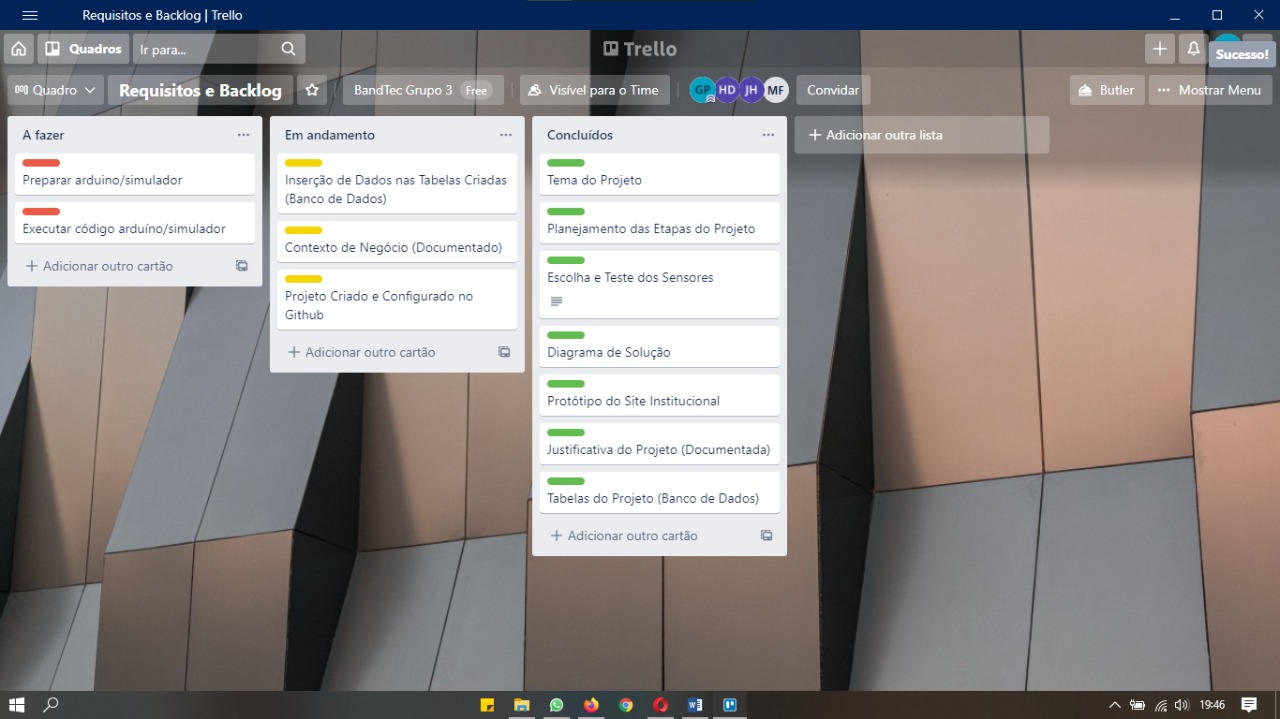 Requisitos e Backlog | Trello
Quadros
Ir para...
Trello
Sucesso!
Quadro
Requisitos e Backlog
BandTec Grupo 3 Free
Visível para o Time
GP HD JH MF
Convidar
Butler
Mostrar Menu
A fazer
Preparar arduino/simulador
Executar código arduíno/simulador
Adicionar outro cartão
Em andamento
Inserção de Dados nas Tabelas Criadas
(Banco de Dados)
Contexto de Negócio (Documentado)
Projeto Criado e Configurado no
Github
Adicionar outro cartão
Concluídos
Tema do Projeto
Planejamento das Etapas do Projeto
Escolha e Teste dos Sensores
Diagrama de Solução
Protótipo do Site Institucional
Justificativa do Projeto (Documentada)
Tabelas do Projeto (Banco de Dados)
Adicionar outro cartão
Adicionar outra lista
19:46